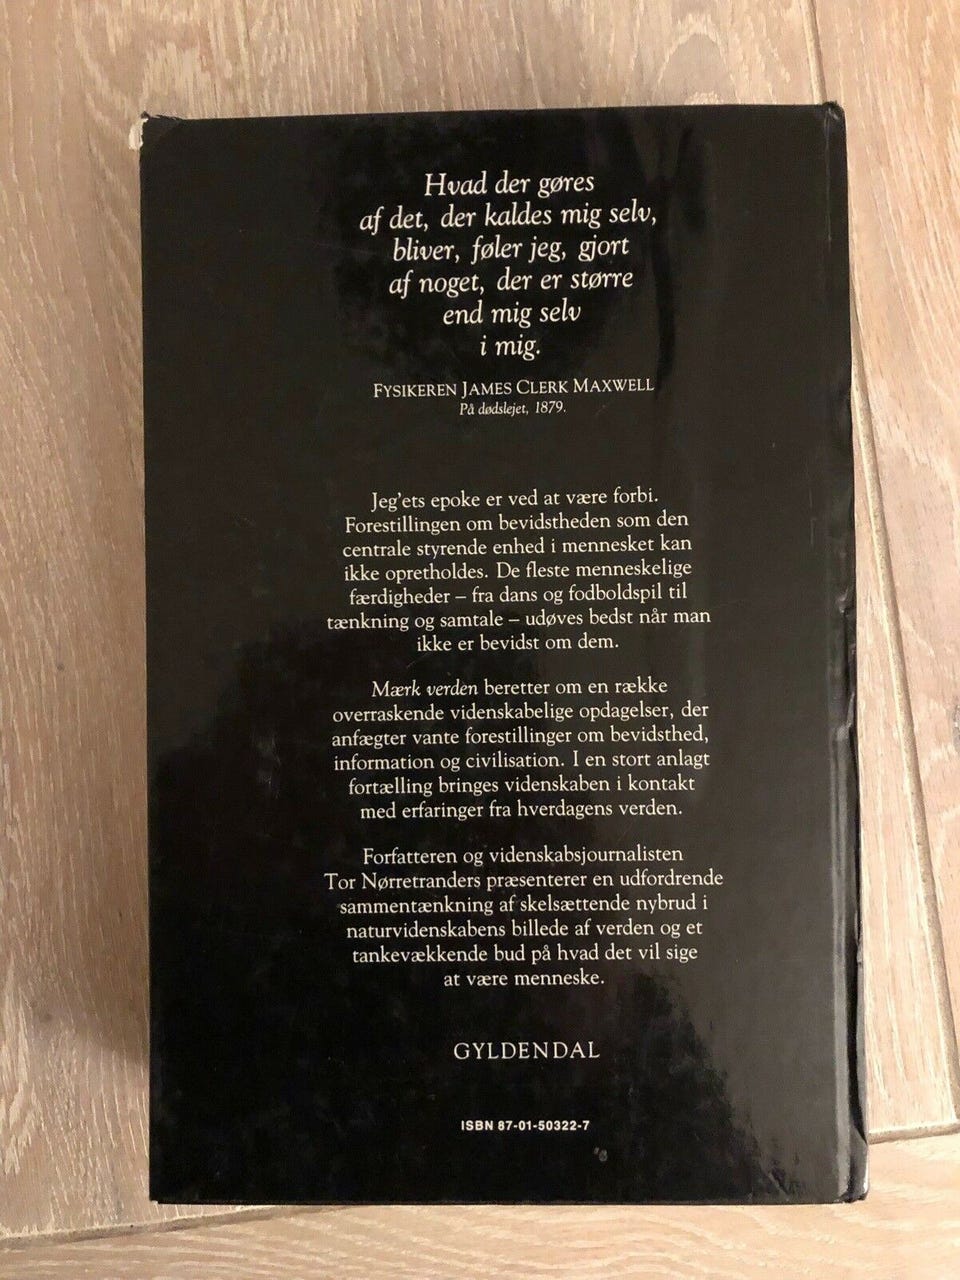 Hvad der gøres
af det, der kaldes mig selv,
bliver, føler jeg, gjort
af noget, der er større
end mig selv
i mig.
FYSIKEREN JAMES CLERK MAXWELL
På dødslejet, 1879.
Jeg'ets epoke er ved at være forbi.
Forestillingen om bevidstheden som den
centrale styrende enhed i mennesket kan
ikke opretholdes. De fleste menneskelige
færdigheder – fra dans og fodboldspil til
tænkning og samtale – udøves bedst når man
ikke er bevidst om dem.
Mærk verden beretter om en række
overraskende videnskabelige opdagelser, der
anfægter vante forestillinger om bevidsthed,
information og civilisation. I en stort anlagt
fortælling bringes videnskaben i kontakt
med erfaringer fra hverdagens verden.
Forfatteren og videnskabsjournalisten
Tor Nørretranders præsenterer en udfordrende
sammentænkning af skelsættende nybrud i
naturvidenskabens billede af verden og et
tankevækkende bud på hvad det vil sige
at være menneske.
GYLDENDAL
ISBN 87-01-50322-7